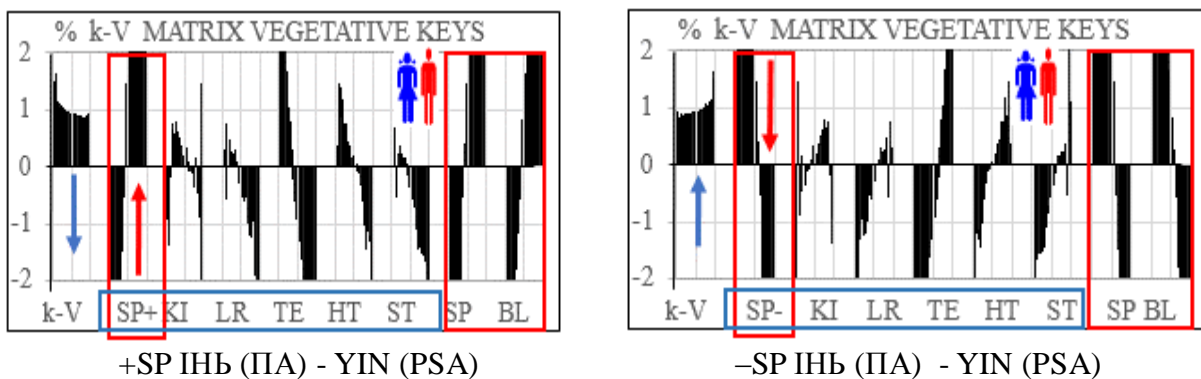 % k-V MATRIX VEGETATIVE KEYS
2
1
0
-1
-2
k-V SP+ KI LR TE HT ST SP BL
+SP ІНЬ (ПА) - YIN (PSA)
% k-V MATRIX VEGETATIVE KEYS
2
1
0
-1
-2
k-V SP- KI LR TE HT ST SP BL
–SP ІНЬ (ПА) - YIN (PSA)